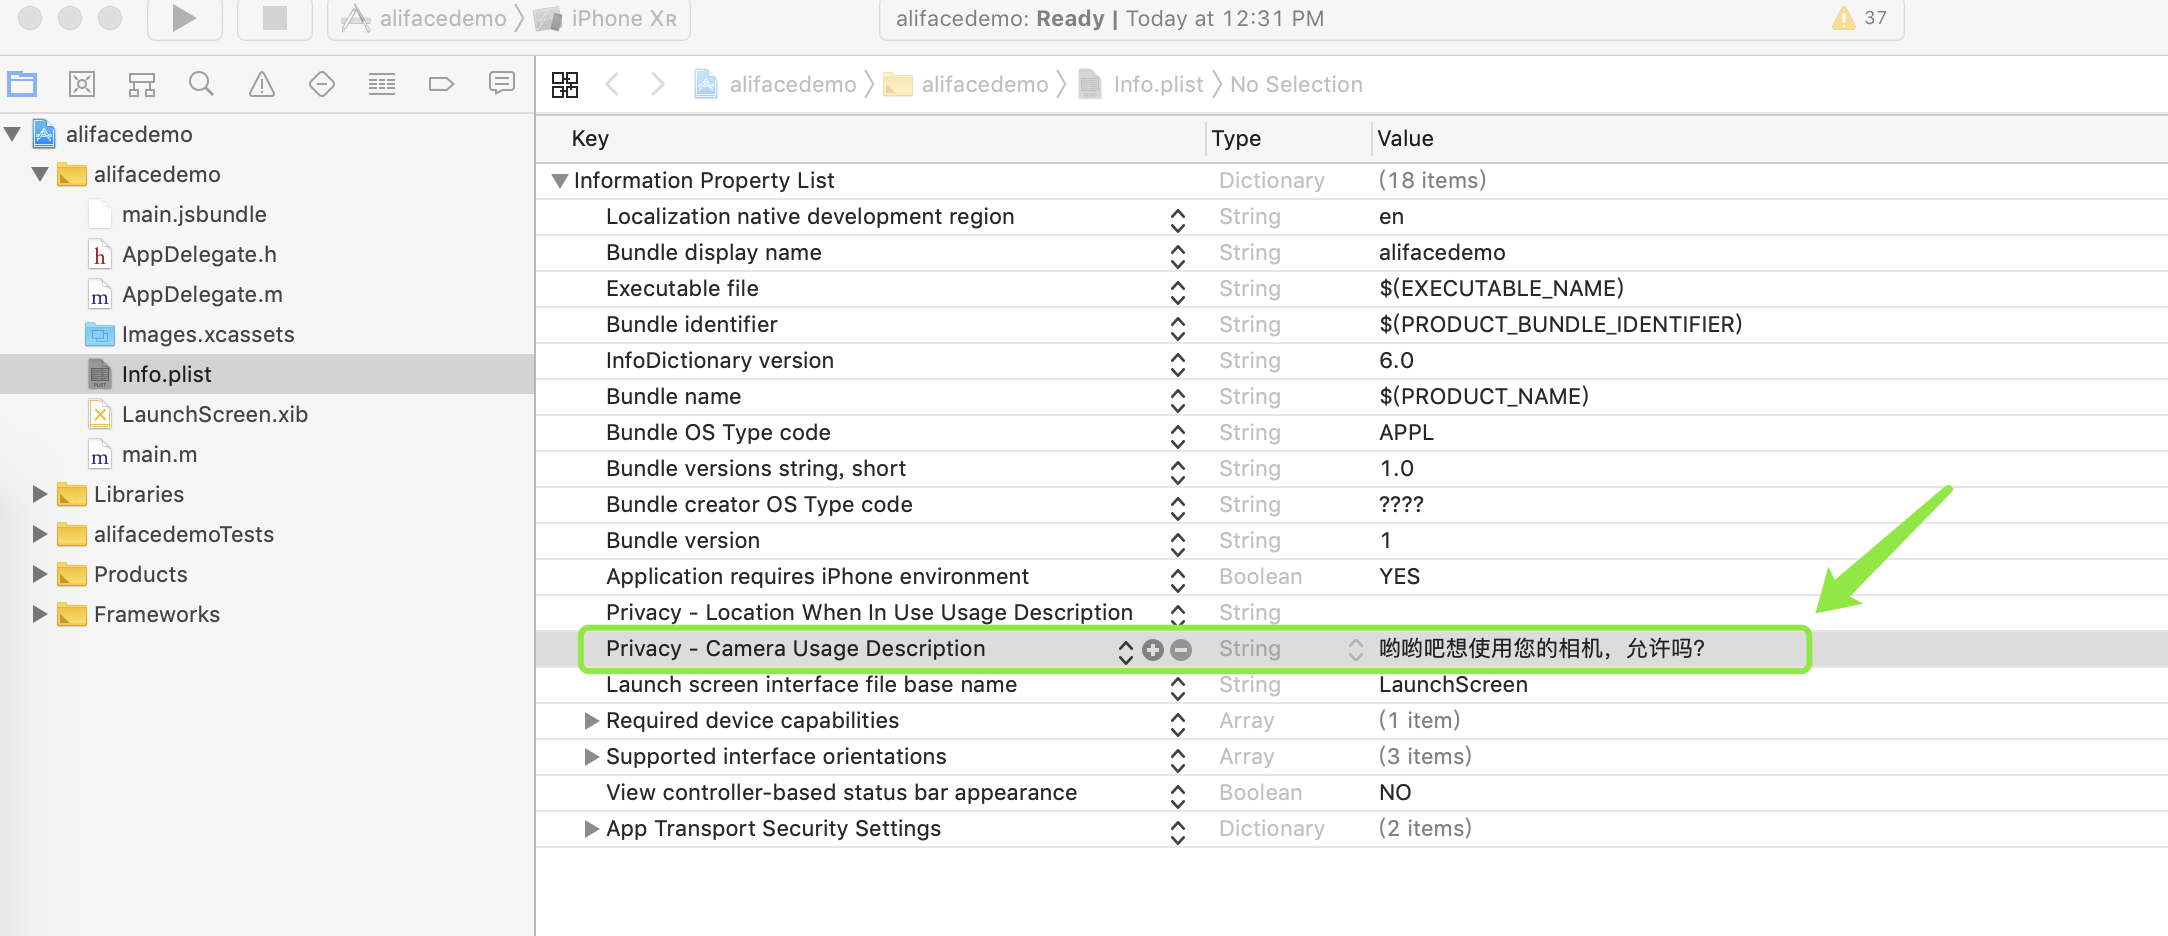 alifacedemo 〉 iPhone XR
alifacedemo: Ready | Today at 12:31 PM
37
alifacedemo 〉 alifacedemo 〉 Info.plist 〉 No Selection
alifacedemo
alifacedemo
main.jsbundle
AppDelegate.h
AppDelegate.m
Images.xcassets
Info.plist
LaunchScreen.xib
main.m
Libraries
alifacedemoTests
Products
Frameworks
Key Type Value
Information Property List Dictionary (18 items)
Localization native development region String en
Bundle display name String alifacedemo
Executable file String $(EXECUTABLE_NAME)
Bundle identifier String $(PRODUCT_BUNDLE_IDENTIFIER)
InfoDictionary version String 6.0
Bundle name String $(PRODUCT_NAME)
Bundle OS Type code String APPL
Bundle versions string, short String 1.0
Bundle creator OS Type code String ????
Bundle version String 1
Application requires iPhone environment Boolean YES
Privacy - Location When In Use Usage Description String
Privacy - Camera Usage Description String 哟哟吧想使用您的相机，允许吗?
Launch screen interface file base name String LaunchScreen
Required device capabilities Array (1 item)
Supported interface orientations Array (3 items)
View controller-based status bar appearance Boolean NO
App Transport Security Settings Dictionary (2 items)